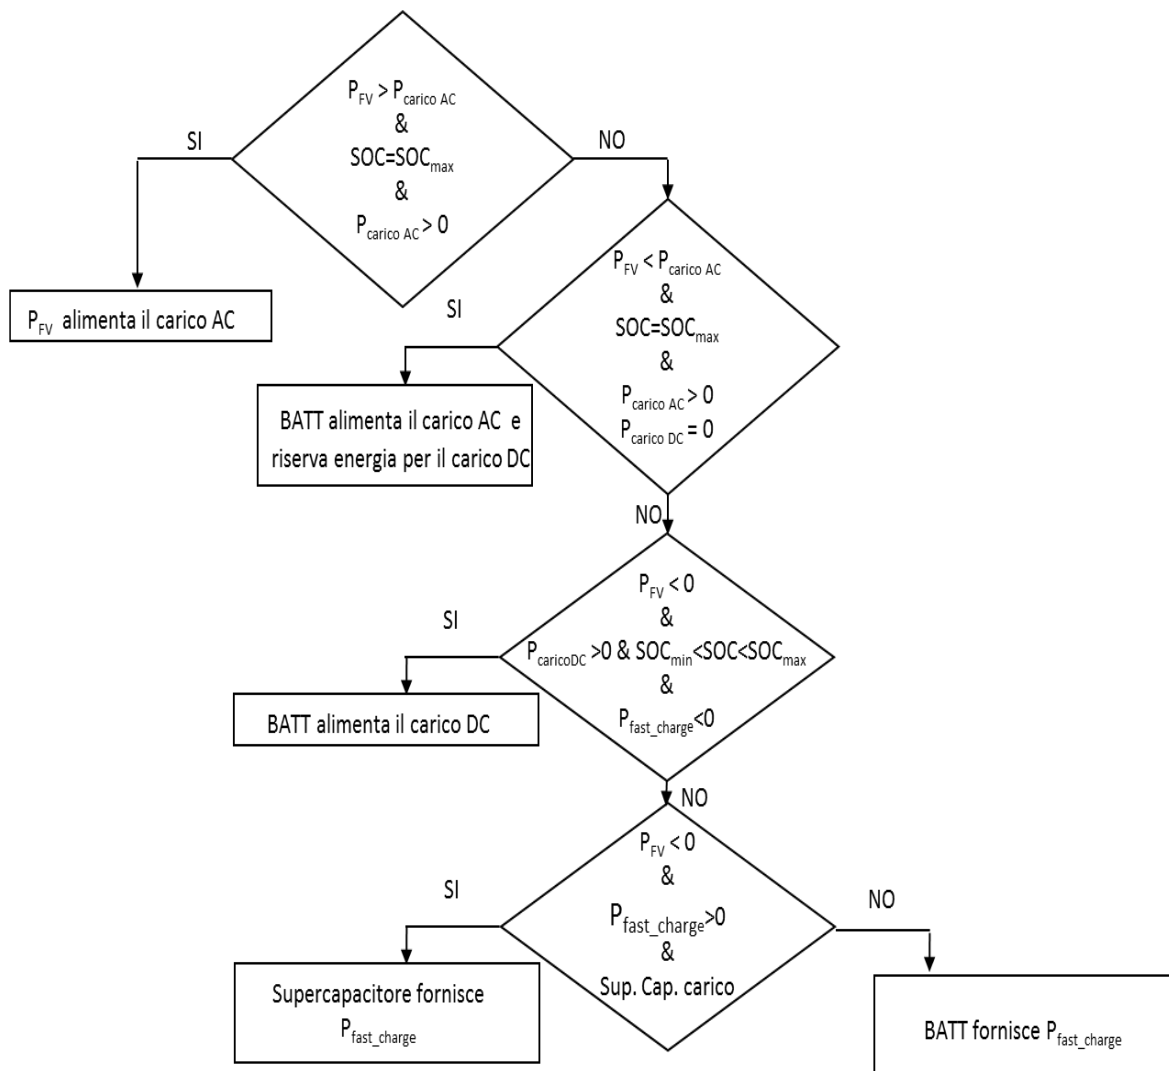 P_FV > P_carico AC
&
SOC=SOC_max
&
P_carico AC > 0
SI
NO
P_FV alimenta il carico AC
P_FV < P_carico AC
&
SOC=SOC_max
&
P_carico AC > 0
P_carico DC = 0
SI
BATT alimenta il carico AC e
riserva energia per il carico DC
NO
P_FV < 0
&
P_caricoDC >0 & SOC_min<SOC<SOC_max
&
P_fast_charge<0
SI
BATT alimenta il carico DC
NO
P_FV < 0
&
P_fast_charge>0
&
Sup. Cap. carico
SI
NO
Supercapacitore fornisce
P_fast_charge
BATT fornisce P_fast_charge